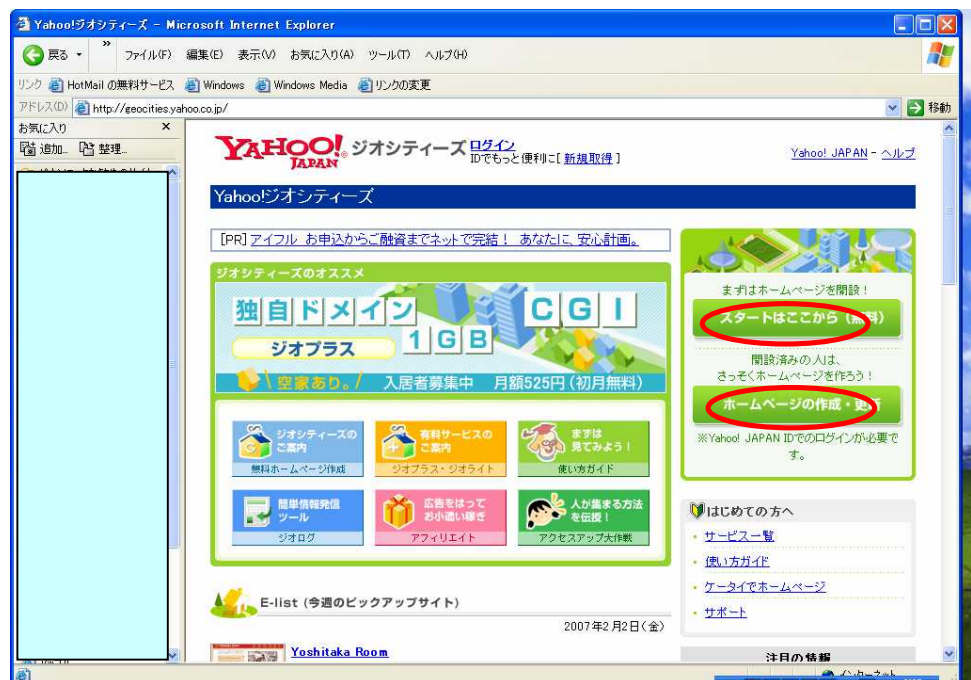 Yahoo!ジオシティーズ - Microsoft Internet Explorer
戻る » ファイル(F) 編集(E) 表示(V) お気に入り(A) ツール(T) ヘルプ(H)
リンク HotMail の無料サービス Windows Windows Media リンクの変更
アドレス(D) http://geocities.yahoo.co.jp/ 移動
お気に入り ×
追加... 整理...
YAHOO! JAPAN ジオシティーズ ログイン
IDでもっと便利に[ 新規取得 ]
Yahoo! JAPAN - ヘルプ
Yahoo!ジオシティーズ
[PR] アイフル お申込からご融資までネットで完結！ あなたに、安心計画。
ジオシティーズのオススメ
独自ドメイン
CGI
1GB
ジオプラス
\空家あり。/ 入居者募集中 月額525円(初月無料)
ジオシティーズの
ご案内
無料ホームページ作成
有料サービスの
ご案内
ジオプラス・ジオライト
まずは
見てみよう！
使い方ガイド
簡単情報発信
ツール
ジオログ
広告をはって
お小遣い稼ぎ
アフィリエイト
人が集まる方法
を伝授！
アクセスアップ大作戦
E-list (今週のピックアップサイト)
2007年2月2日(金)
Yoshitaka Room
まずはホームページを開設！
スタートはここから (無料)
開設済みの人は、
さっそくホームページを作ろう！
ホームページの作成・更新
※Yahoo! JAPAN IDでのログインが必要で
す。
はじめての方へ
・サービス一覧
・使い方ガイド
・ケータイでホームページ
・サポート
注目の情報
インターネット